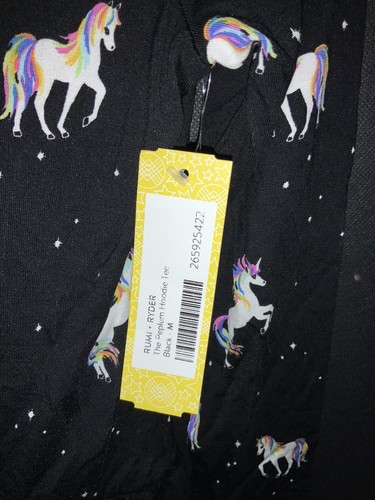 RUMI + RYDER
The Peplum Hoodie Tee
Black - M
265925422